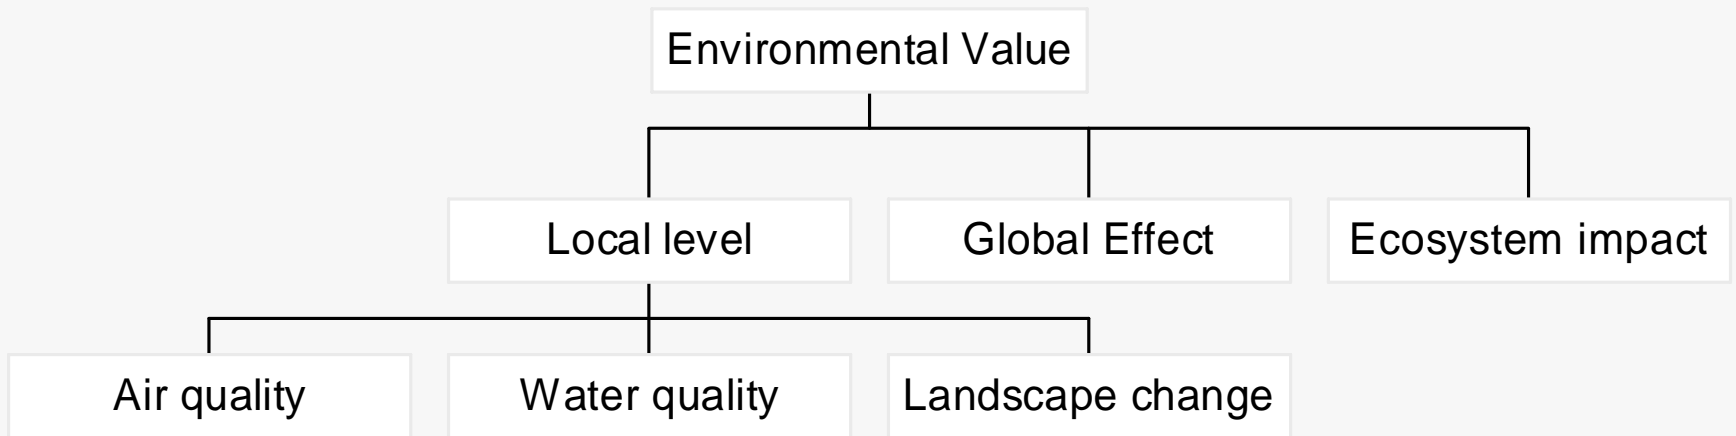 Environmental Value
Local level
Global Effect
Ecosystem impact
Air quality
Water quality
Landscape change